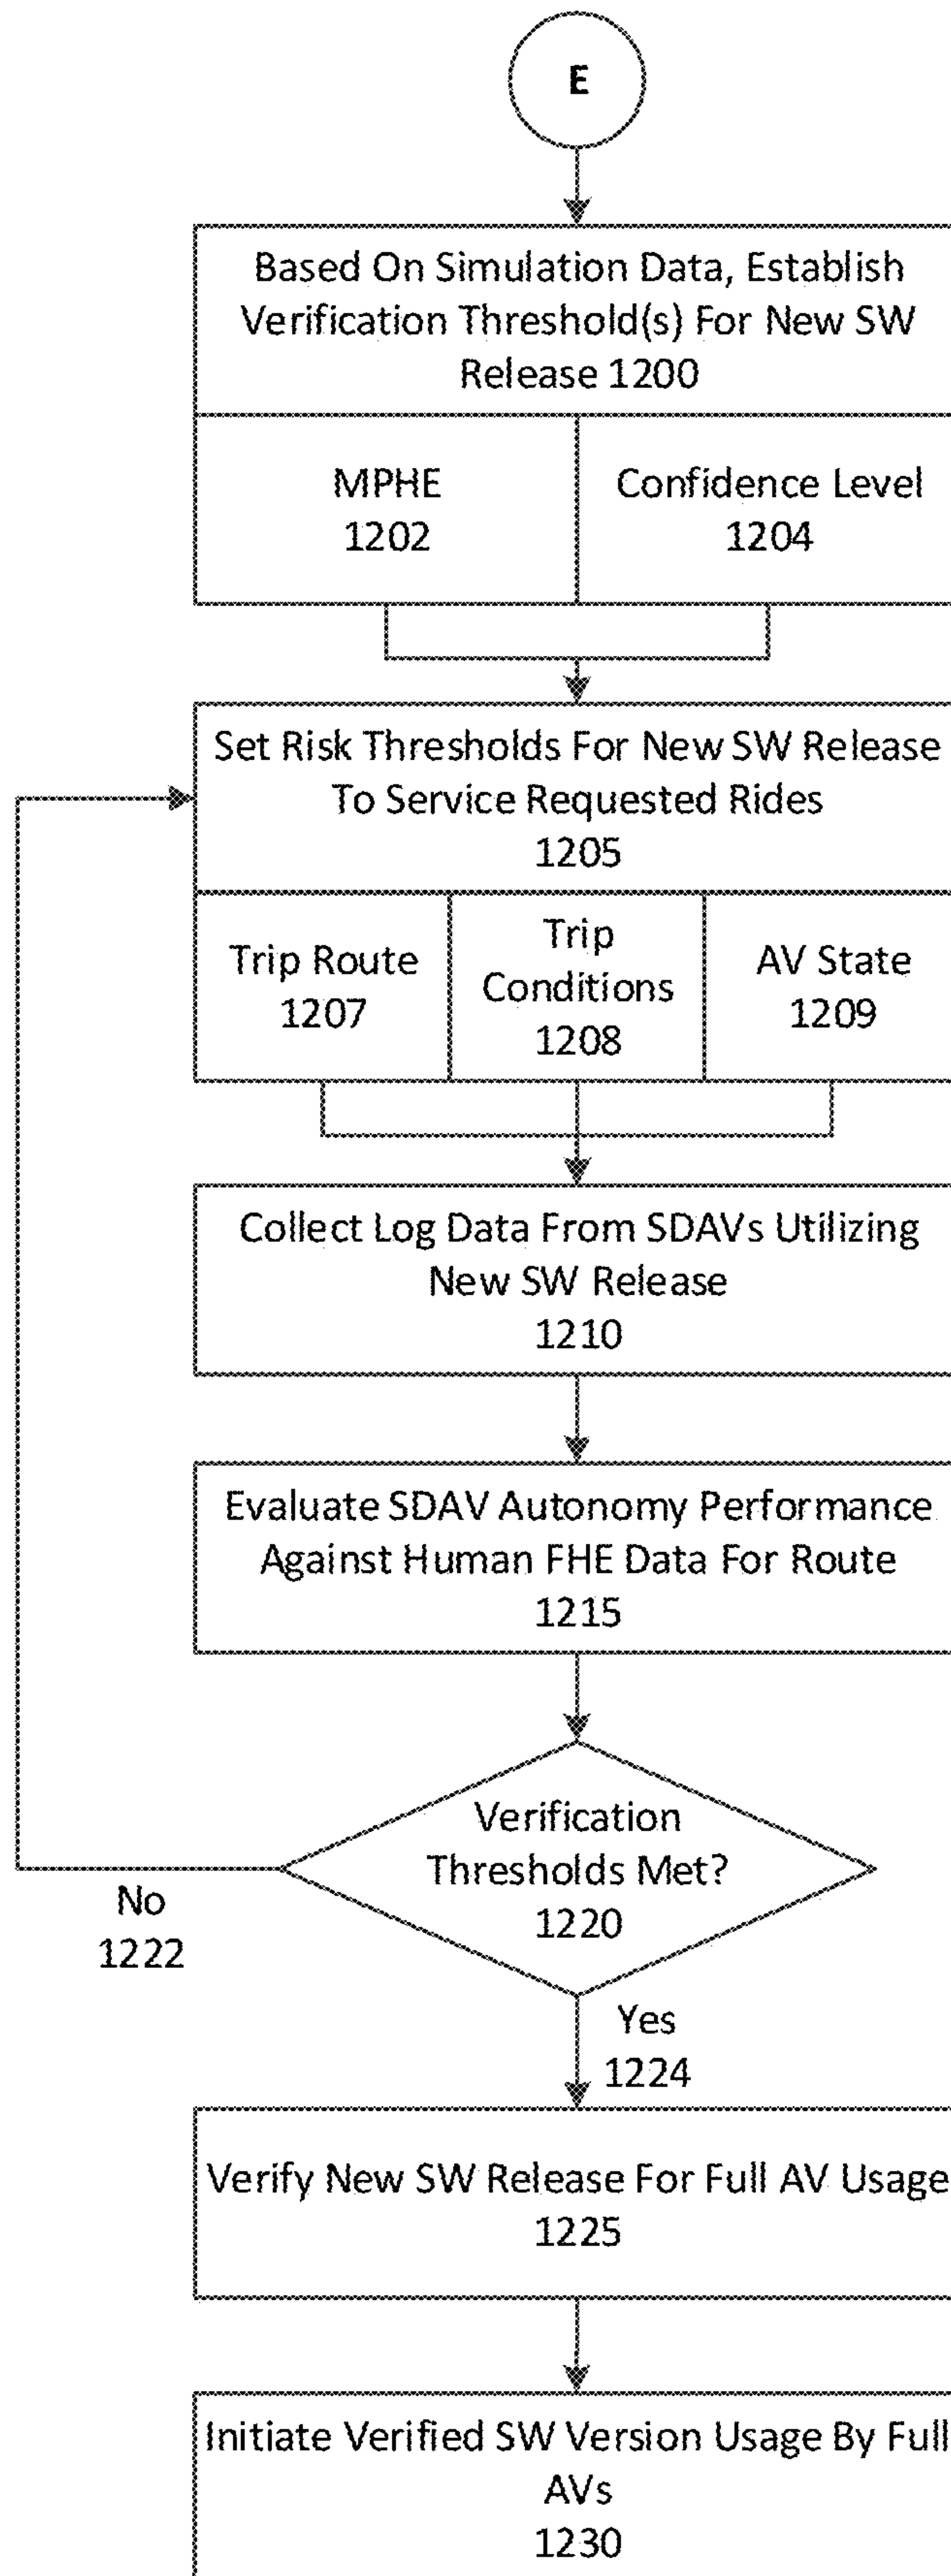 E
Based On Simulation Data, Establish
Verification Threshold(s) For New SW
Release 1200
MPHE
1202
Confidence Level
1204
Set Risk Thresholds For New SW Release
To Service Requested Rides
1205
Trip Route
1207
Trip
Conditions
1208
AV State
1209
Collect Log Data From SDAVs Utilizing
New SW Release
1210
Evaluate SDAV Autonomy Performance
Against Human FHE Data For Route
1215
Verification
Thresholds Met?
1220
No
1222
Yes
1224
Verify New SW Release For Full AV Usage
1225
Initiate Verified SW Version Usage By Full
AVs
1230